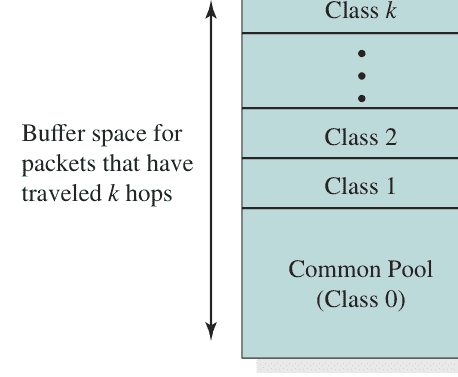 Class k
Buffer space for
packets that have
traveled k hops
Class 2
Class 1
Common Pool
(Class 0)